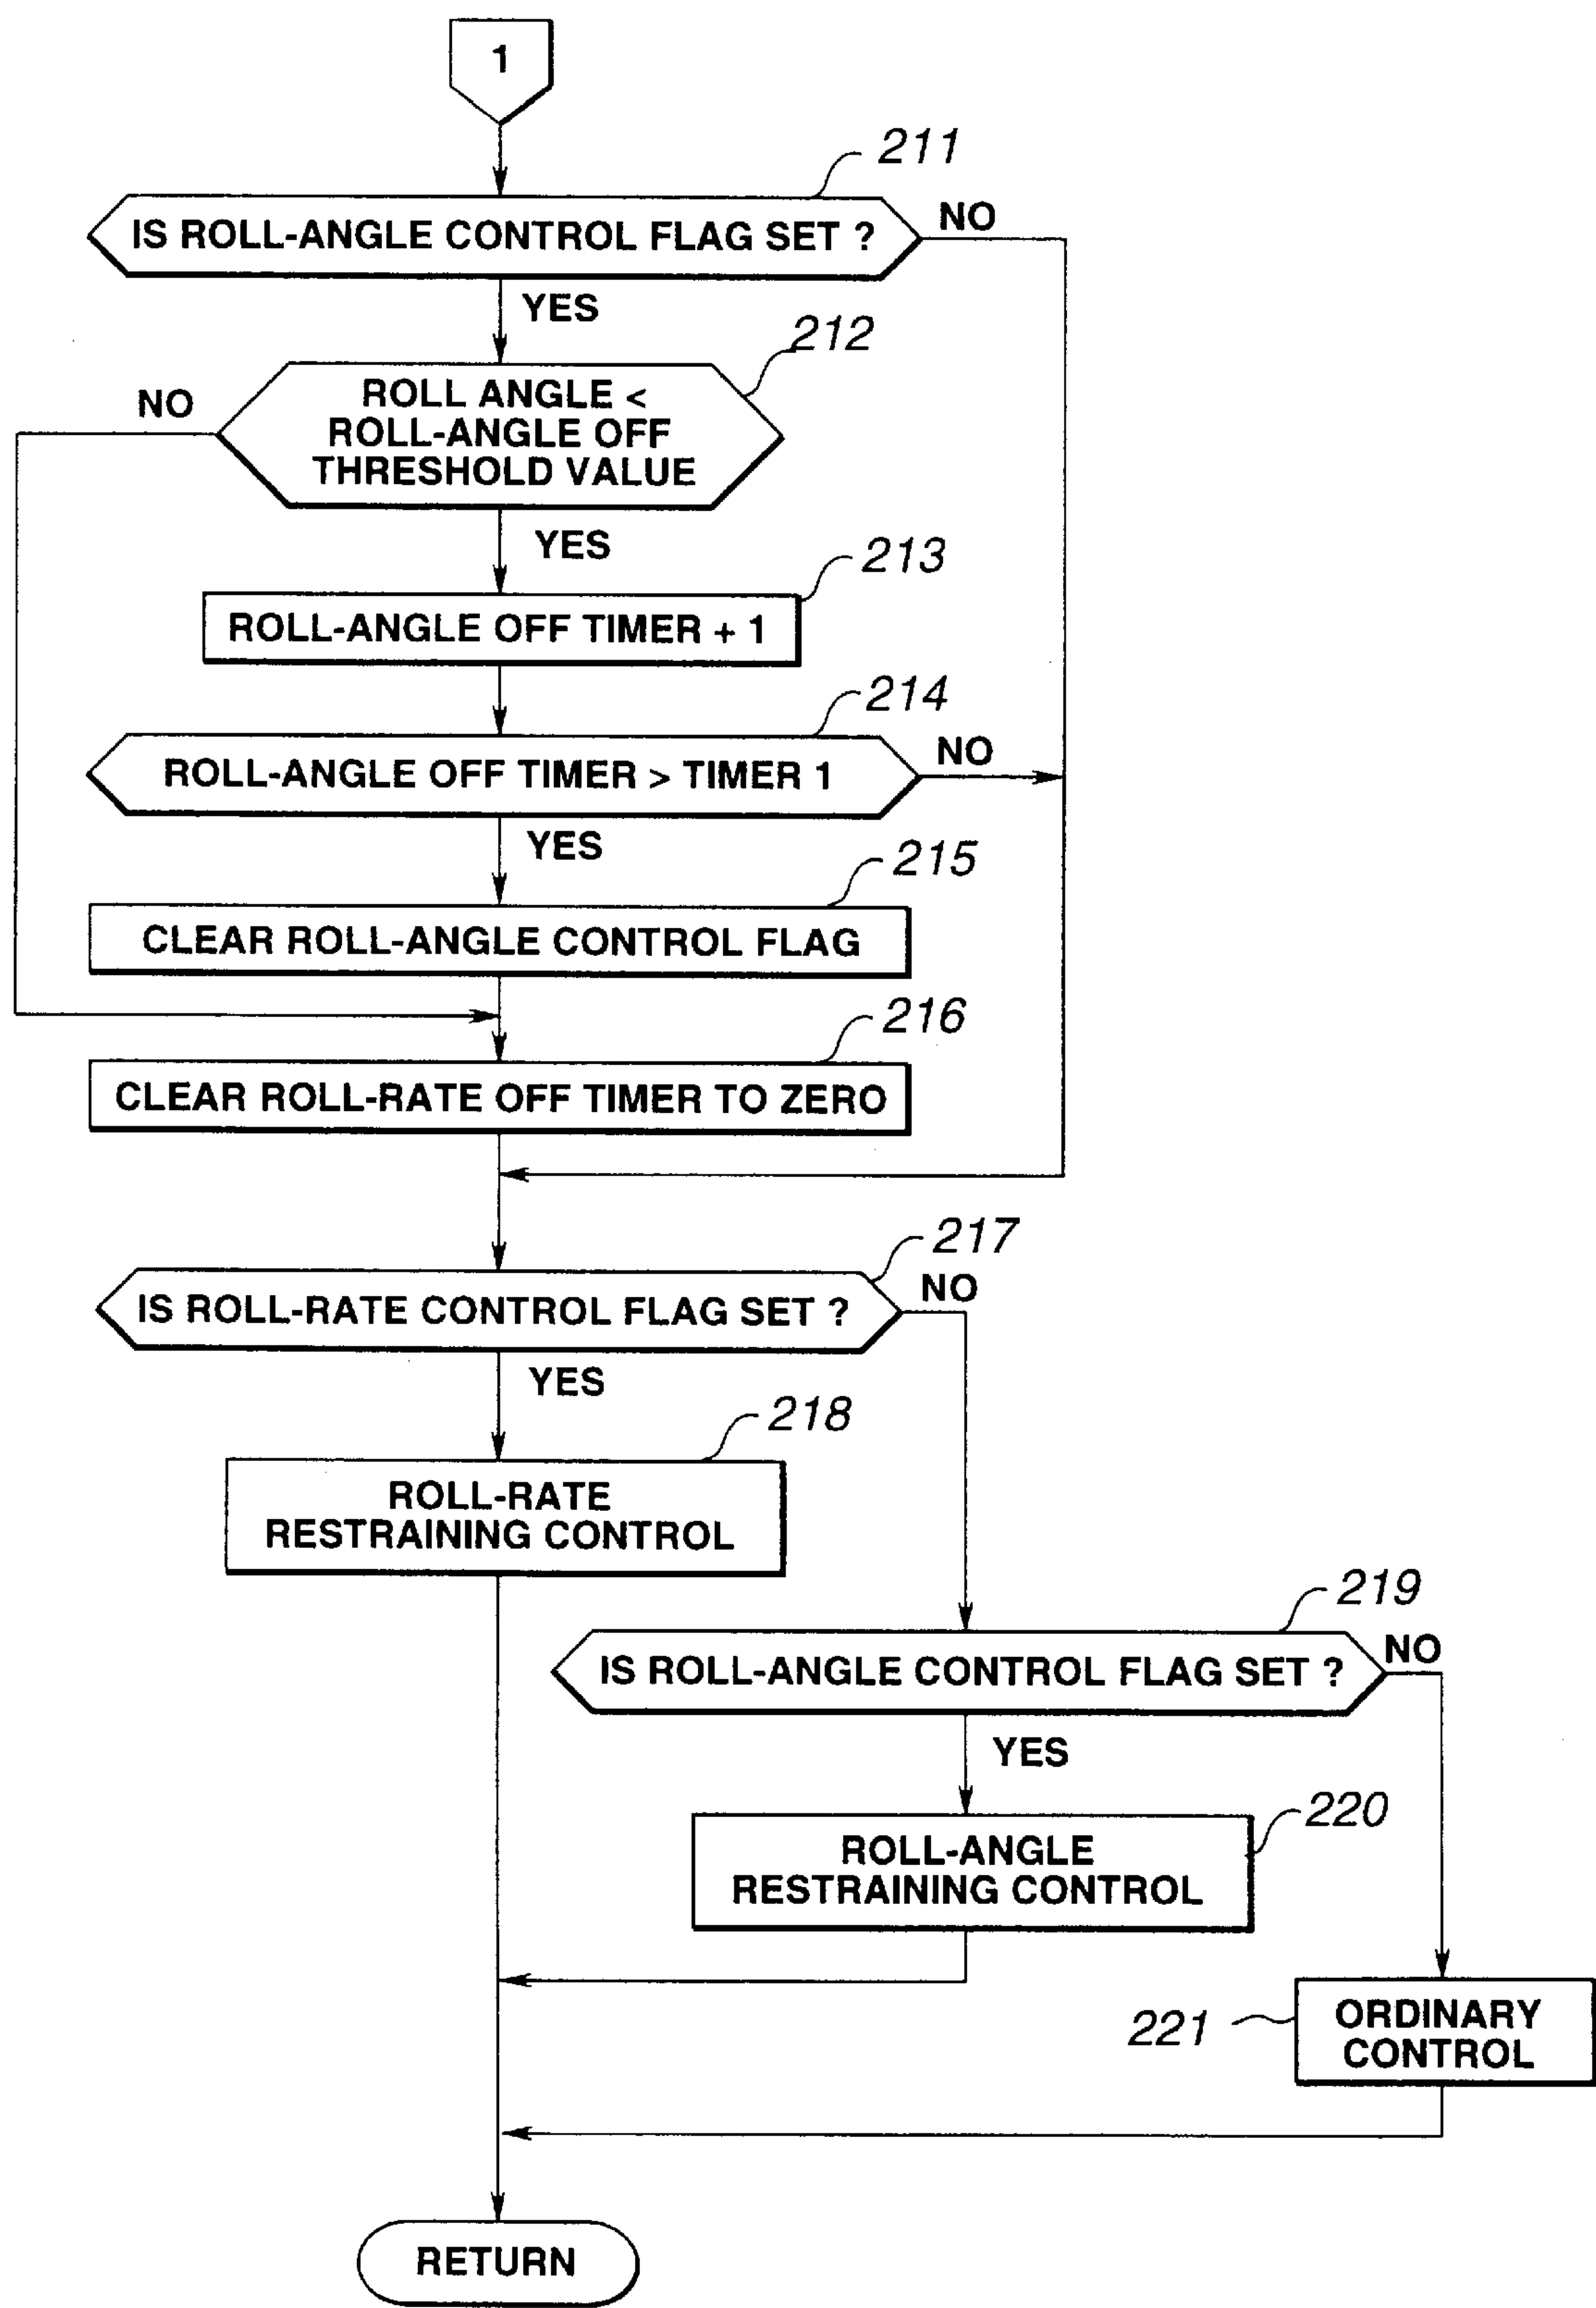 1
211
IS ROLL-ANGLE CONTROL FLAG SET ?
NO
YES
212
ROLL ANGLE <
ROLL-ANGLE OFF
THRESHOLD VALUE
NO
YES
213
ROLL-ANGLE OFF TIMER + 1
214
ROLL-ANGLE OFF TIMER > TIMER 1
NO
YES
215
CLEAR ROLL-ANGLE CONTROL FLAG
216
CLEAR ROLL-RATE OFF TIMER TO ZERO
217
IS ROLL-RATE CONTROL FLAG SET ?
NO
YES
218
ROLL-RATE
RESTRAINING CONTROL
219
IS ROLL-ANGLE CONTROL FLAG SET ?
NO
YES
220
ROLL-ANGLE
RESTRAINING CONTROL
221
ORDINARY
CONTROL
RETURN